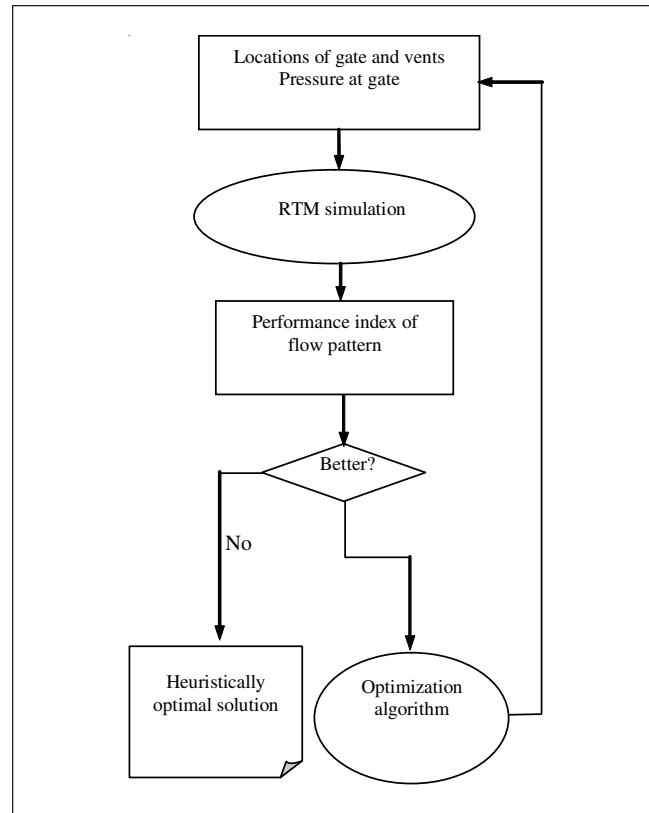 Locations of gate and vents
Pressure at gate
RTM simulation
Performance index of
flow pattern
Better?
No
Heuristically
optimal solution
Optimization
algorithm